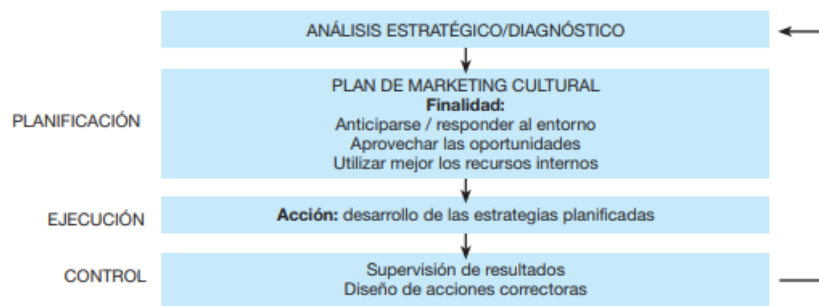 ANÁLISIS ESTRATÉGICO/DIAGNÓSTICO
PLANIFICACIÓN
PLAN DE MARKETING CULTURAL
Finalidad:
Anticiparse / responder al entorno
Aprovechar las oportunidades
Utilizar mejor los recursos internos
EJECUCIÓN
Acción: desarrollo de las estrategias planificadas
CONTROL
Supervisión de resultados
Diseño de acciones correctoras